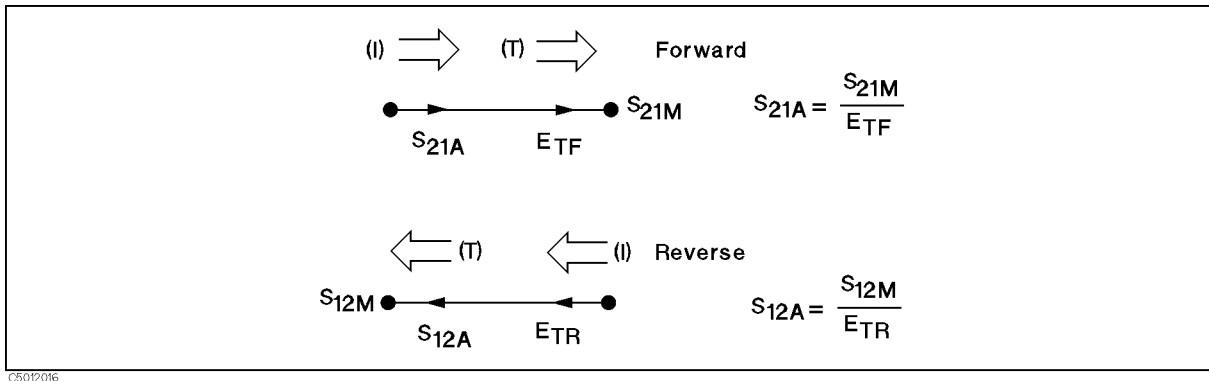 (I) (T) Forward
S21M
S21A = S21M / ETF
S21A ETF
(T) (I) Reverse
S12M
S12A = S12M / ETR
S12A ETR
C5012016